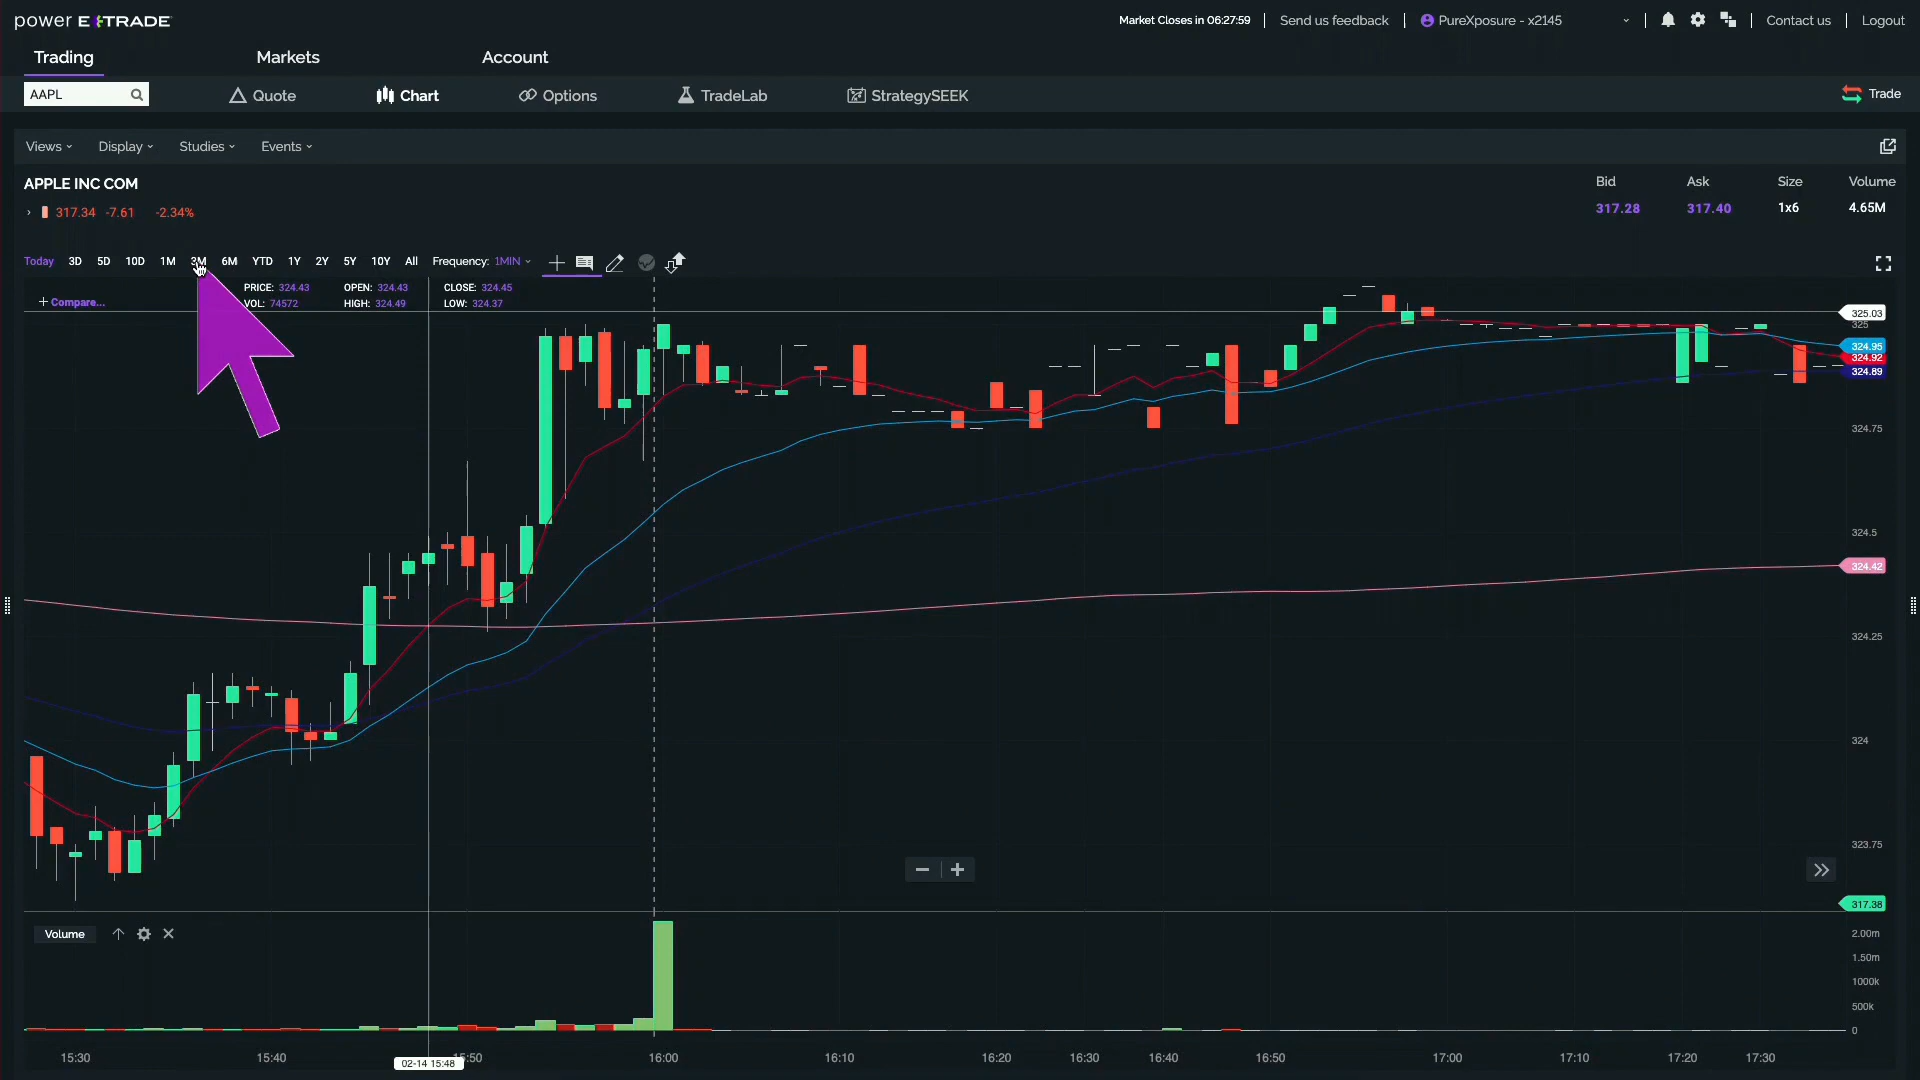 power E*TRADE
Market Closes in 06:27:59
Send us feedback
PureXposure - x2145
Contact us
Logout
Trading
Markets
Account
AAPL
Quote
Chart
Options
TradeLab
StrategySEEK
Trade
Views
Display
Studies
Events
APPLE INC COM
317.34 -7.61 -2.34%
Bid Ask Size Volume
317.28 317.40 1x6 4.65M
Today 3D 5D 10D 1M 3M 6M YTD 1Y 2Y 5Y 10Y All Frequency: 1MIN
+ Compare...
PRICE: 324.43 OPEN: 324.43 CLOSE: 324.45
VOL: 74572 HIGH: 324.49 LOW: 324.37
325.03
325
324.95
324.92
324.89
324.75
324.5
324.42
324.25
324
323.75
317.38
Volume
2.00m
1.50m
1000k
500k
0
15:30 15:40 15:50 16:00 16:10 16:20 16:30 16:40 16:50 17:00 17:10 17:20 17:30
02-14 15:48